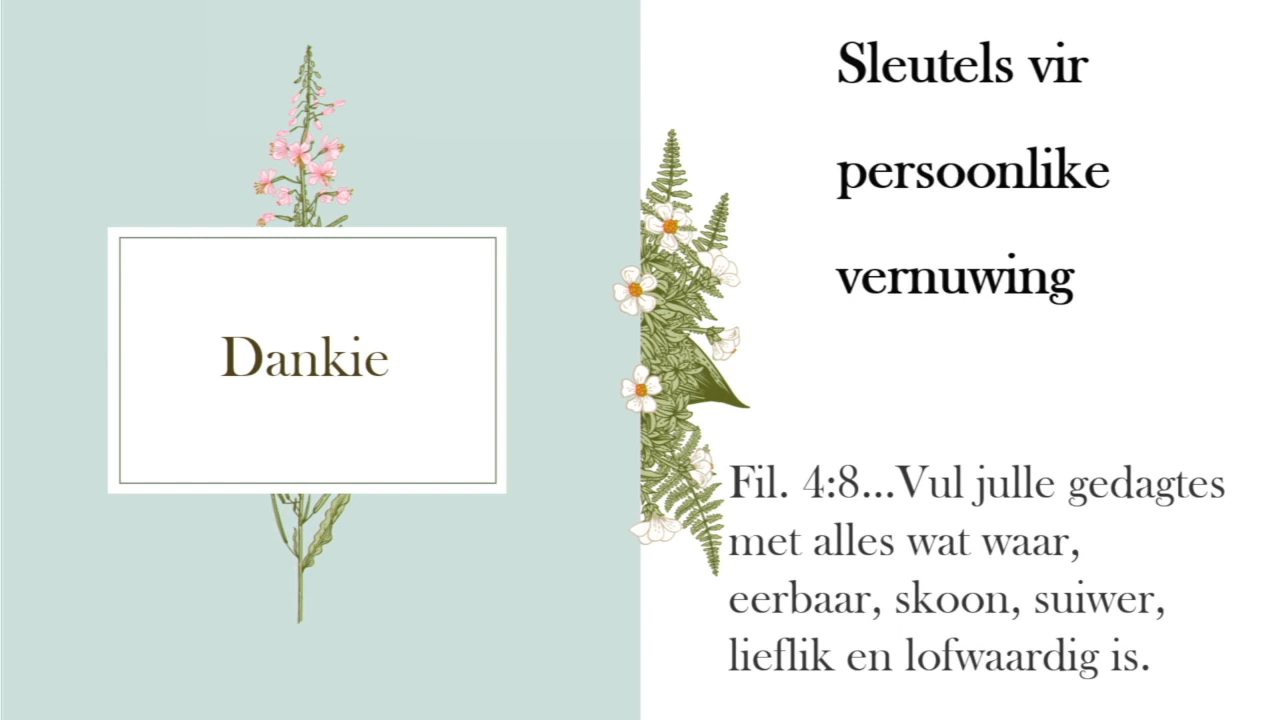 Dankie
Sleutels vir
persoonlike
vernuwing
Fil. 4:8...Vul julle gedagtes
met alles wat waar,
eerbaar, skoon, suiwer,
lieflik en lofwaardig is.